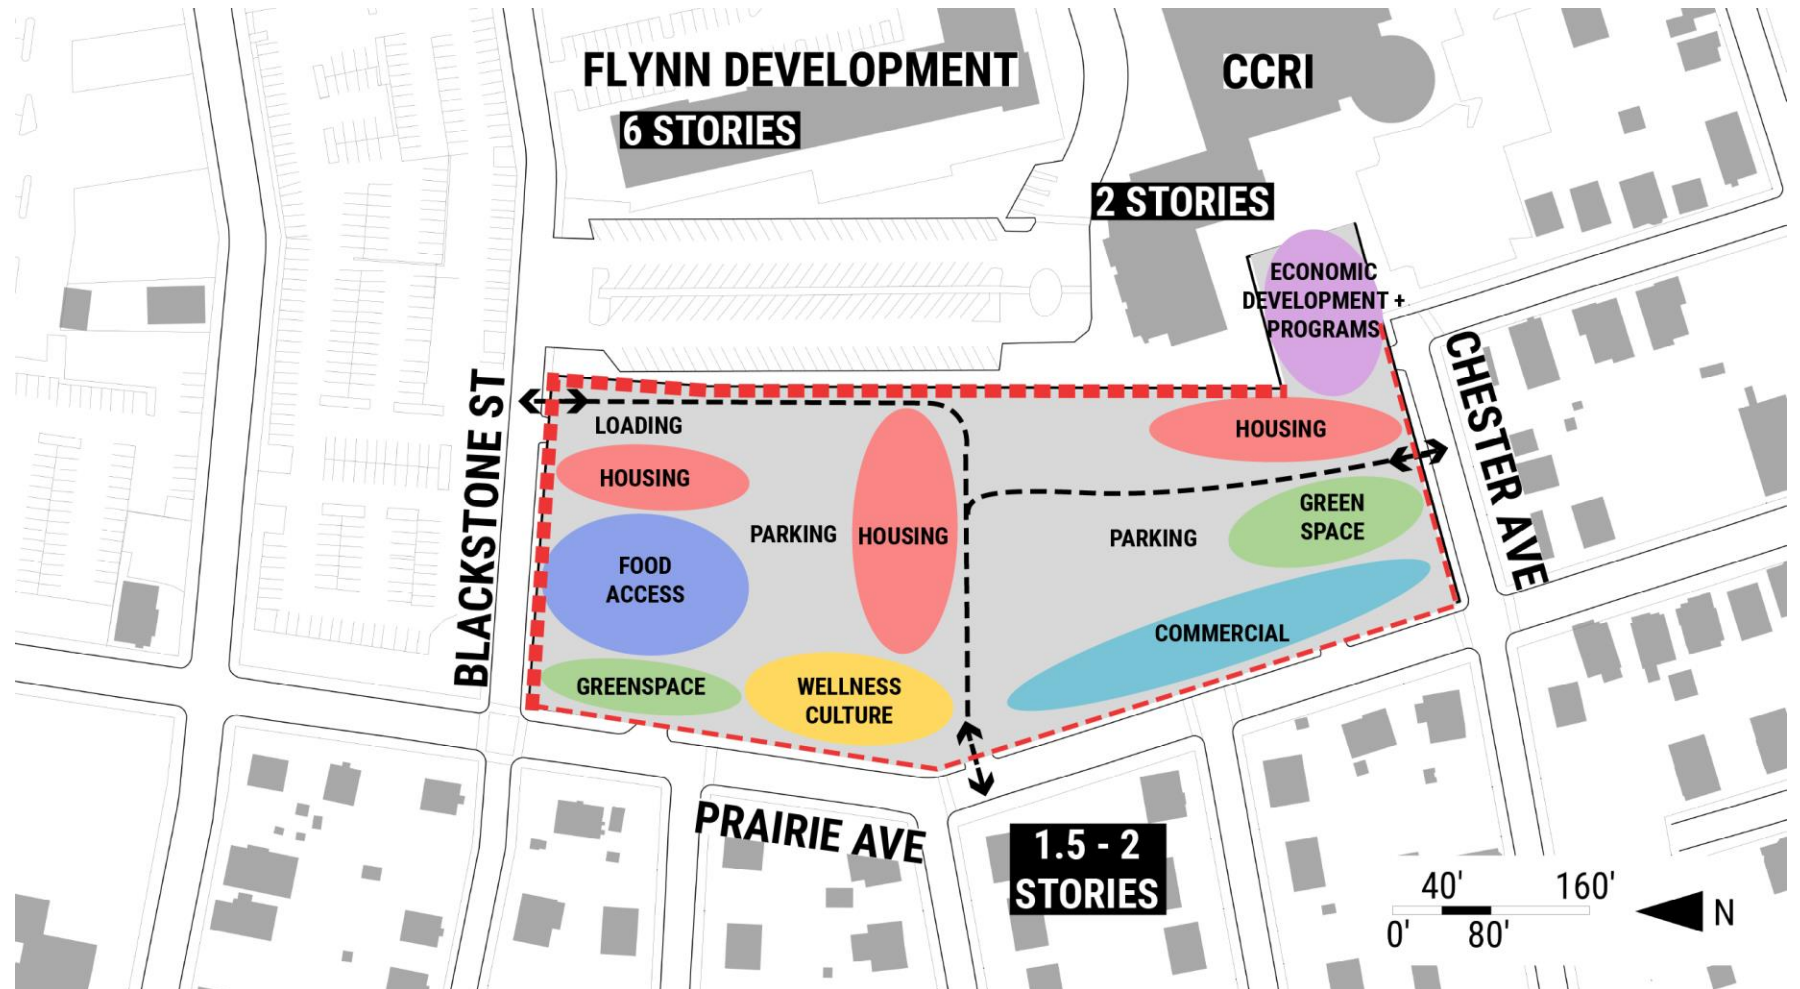 FLYNN DEVELOPMENT
6 STORIES
CCRI
2 STORIES
ECONOMIC
DEVELOPMENT +
PROGRAMS
CHESTER AVE
BLACKSTONE ST
LOADING
HOUSING
HOUSING
HOUSING
PARKING
PARKING
GREEN
SPACE
FOOD
ACCESS
COMMERCIAL
GREENSPACE
WELLNESS
CULTURE
PRAIRIE AVE
1.5 - 2
STORIES
40' 160'
0' 80'
N